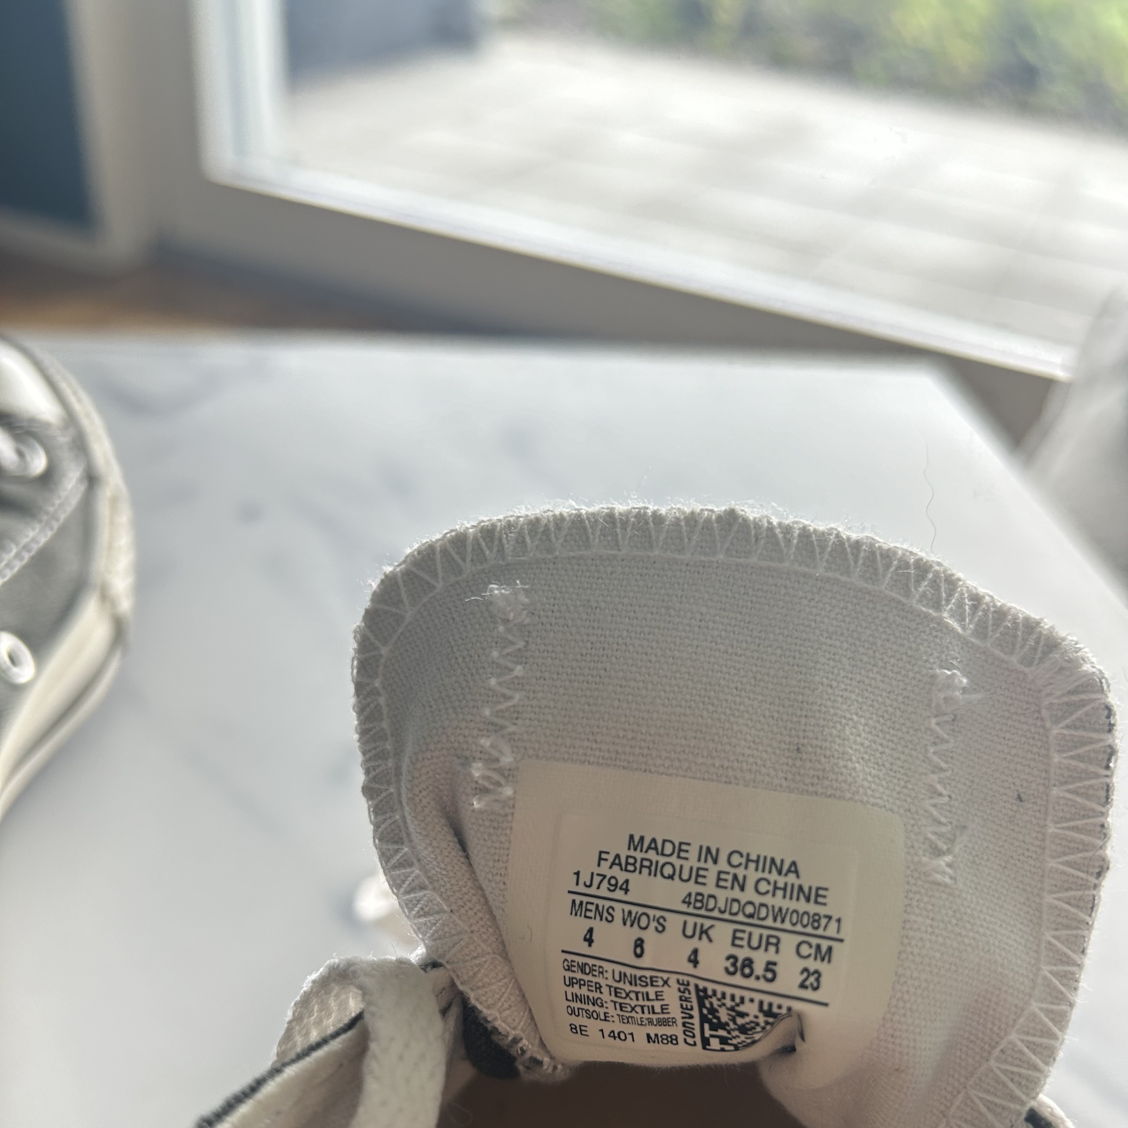 MADE IN CHINA
FABRIQUE EN CHINE
1J794 4BDJDQDW00871
MENS WO'S UK EUR CM
4 6 4 36.5 23
GENDER: UNISEX
UPPER TEXTILE
LINING: TEXTILE
OUTSOLE: TEXTILE/RUBBER
8E 1401 M88
CONVERSE